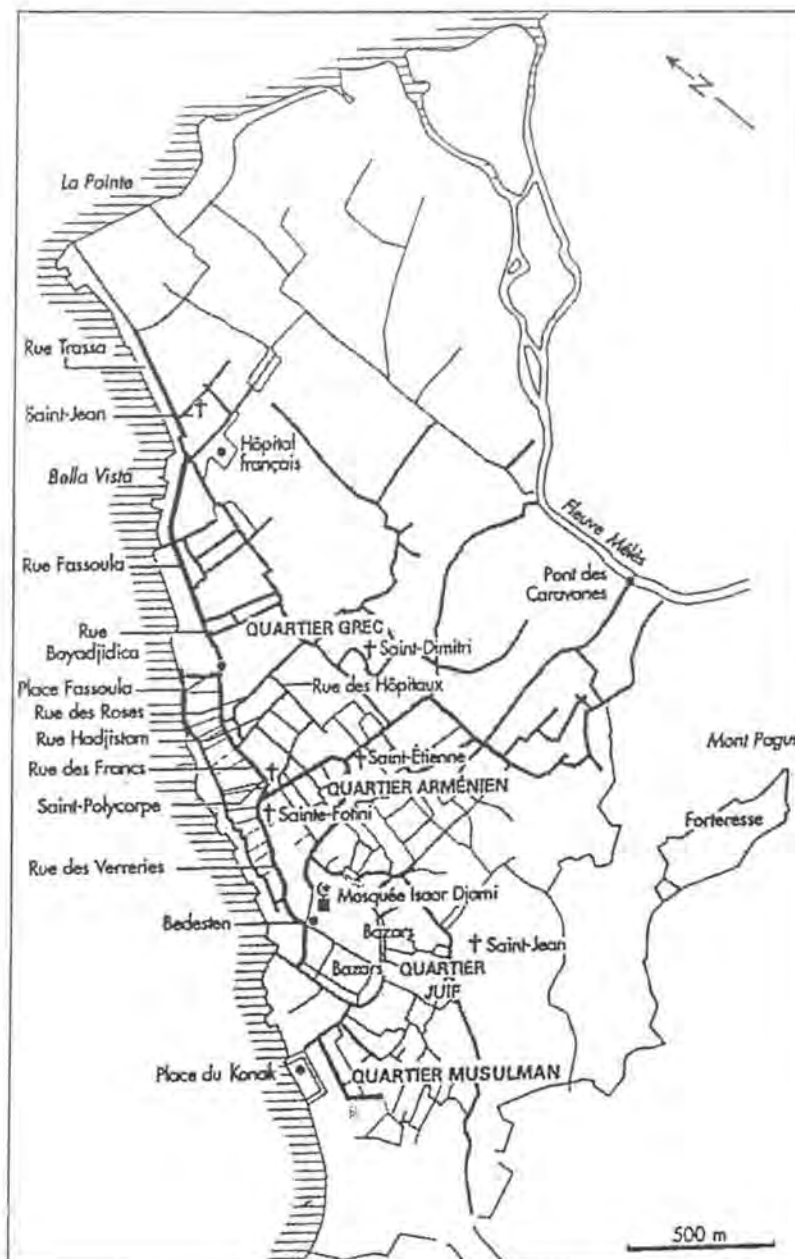 N
La Pointe
Rue Trassa
Saint-Jean
Hôpital
français
Bella Vista
Fleuve Mélès
Rue Fassoula
Pont des
Caravanes
Rue
Boyadjidica
QUARTIER GREC
Saint-Dimitri
Place Fassoula
Rue des Hôpitaux
Rue des Roses
Rue Hadjistam
Mont Pagus
Rue des Francs
Saint-Étienne
QUARTIER ARMÉNIEN
Saint-Polycarpe
Sainte-Fotini
Forteresse
Rue des Verreries
Mosquée Isaar Djami
Bedesten
Bazars
Saint-Jean
Bazars
QUARTIER
JUIF
Place du Konak
QUARTIER MUSULMAN
500 m